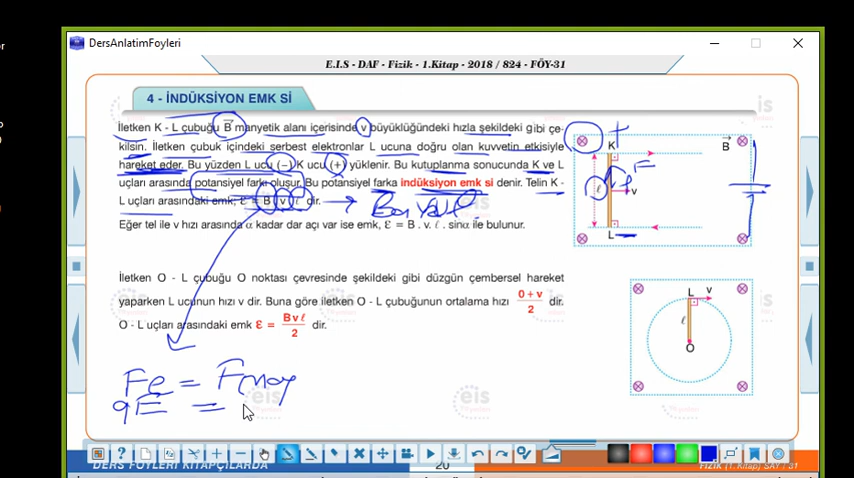 DersAnlatimFoyleri
E.I.S - DAF - Fizik - 1.Kitap - 2018 / 824 - FÖY-31
4 - İNDÜKSİYON EMK Sİ
İletken K - L çubuğu B manyetik alanı içerisinde v büyüklüğündeki hızla şekildeki gibi çe-
kilsin. İletken çubuk içindeki serbest elektronlar L ucuna doğru olan kuvvetin etkisiyle
hareket eder. Bu yüzden L ucu (-) K ucu (+) yüklenir. Bu kutuplanma sonucunda K ve L
uçları arasında potansiyel farkı oluşur. Bu potansiyel farka indüksiyon emk si denir. Telin K -
L uçları arasındaki emk; ε = B v ℓ dir.
Eğer tel ile v hızı arasında α kadar dar açı var ise emk, ε = B . v. ℓ . sinα ile bulunur.
K
+
B
ℓ
v
F
L
İletken O - L çubuğu O noktası çevresinde şekildeki gibi düzgün çembersel hareket
yaparken L ucunun hızı v dir. Buna göre iletken O - L çubuğunun ortalama hızı 0 + v / 2 dir.
O - L uçları arasındaki emk ε = B v ℓ / 2 dir.
L
v
ℓ
O
Fe = Fmag
qE =
eis
DERS FÖYLERİ KİTAPÇILARDA
20
FİZİK (1. Kitap) SAY / 31